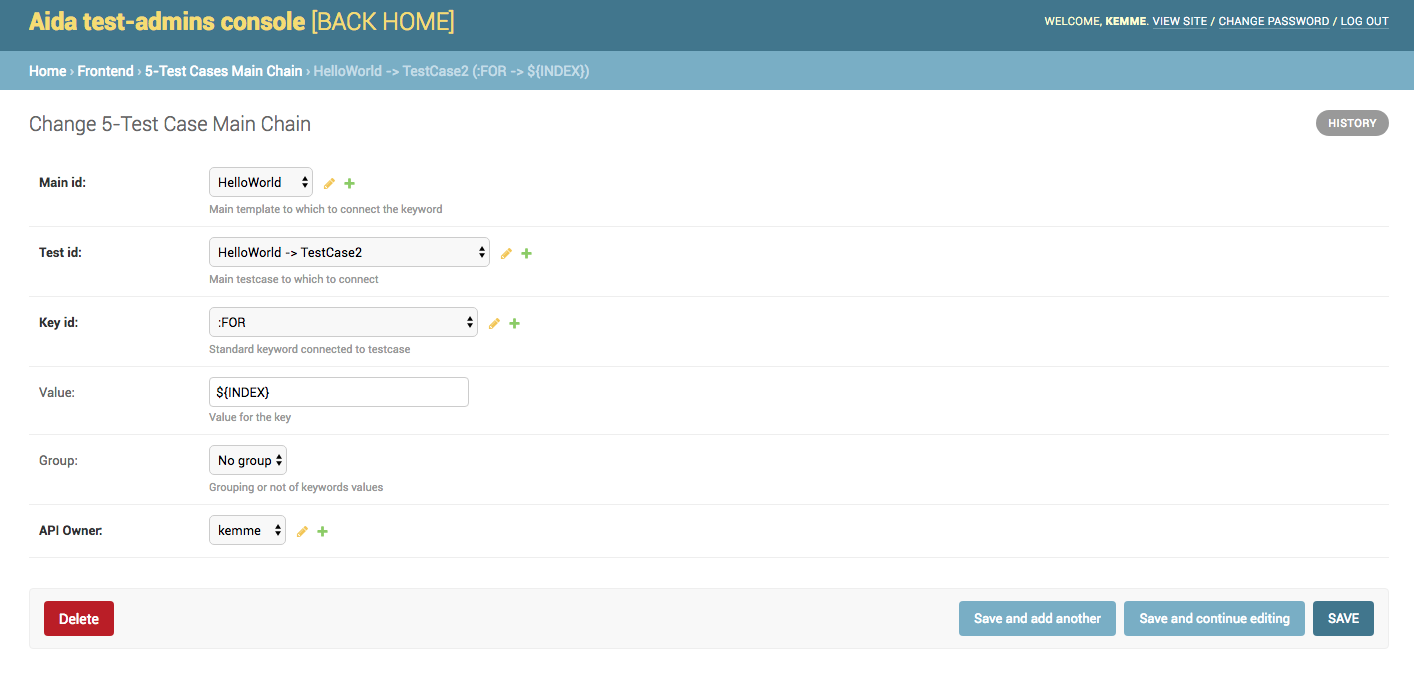 Aida test-admins console [BACK HOME]
WELCOME, KEMME. VIEW SITE / CHANGE PASSWORD / LOG OUT
Home › Frontend › 5-Test Cases Main Chain › HelloWorld -> TestCase2 (:FOR -> ${INDEX})
Change 5-Test Case Main Chain
HISTORY
Main id:
HelloWorld
Main template to which to connect the keyword
Test id:
HelloWorld -> TestCase2
Main testcase to which to connect
Key id:
:FOR
Standard keyword connected to testcase
Value:
${INDEX}
Value for the key
Group:
No group
Grouping or not of keywords values
API Owner:
kemme
Delete
Save and add another
Save and continue editing
SAVE